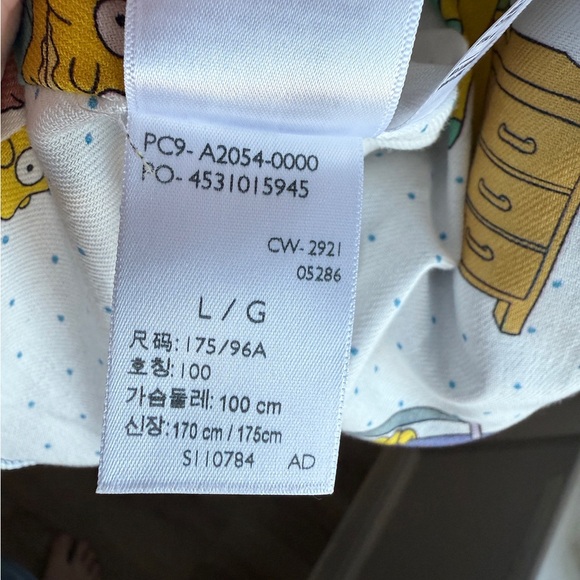 PC9- A2054-0000
PO- 4531015945
CW- 2921
05286
L / G
尺码: 175/96A
호칭: 100
가슴둘레: 100 cm
신장: 170 cm / 175cm
S110784 AD